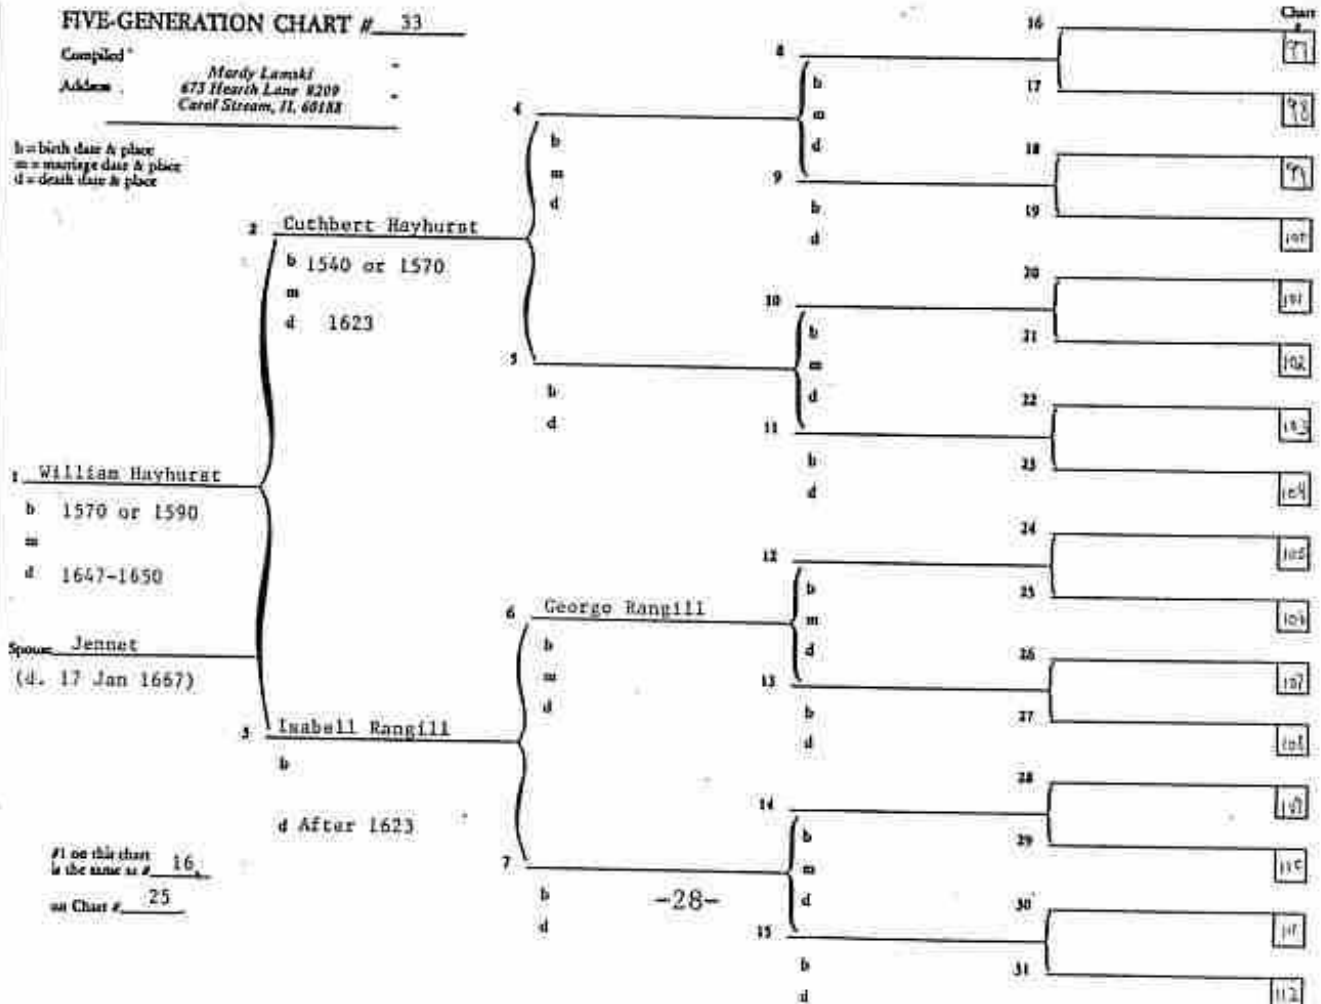 FIVE-GENERATION CHART # 33
Compiled
Address
Mardy Lamski
673 Hearth Lane #209
Carol Stream, IL 60188
b = birth date & place
m = marriage date & place
d = death date & place
1 William Hayhurst
b 1570 or 1590
m
d 1647-1650
Spouse Jennet
(d. 17 Jan 1667)
2 Cuthbert Hayhurst
b 1540 or 1570
m
d 1623
3 Isabell Rangill
b
d After 1623
#1 on this chart
is the same as # 16
on Chart # 25
4
b
m
d
5
b
d
6 George Rangill
b
m
d
7
b
d
-28-
8
b
m
d
9
b
d
10
b
m
d
11
b
d
12
b
m
d
13
b
d
14
b
m
d
15
b
d
Chart
#
16
97
17
98
18
99
19
100
20
101
21
102
22
103
23
104
24
105
25
106
26
107
27
108
28
109
29
110
30
111
31
112